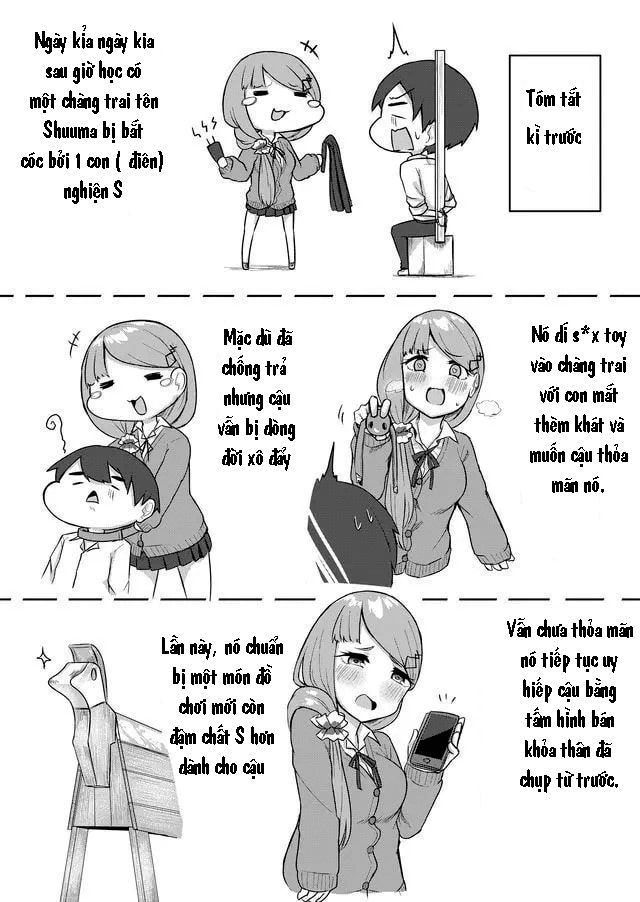 Tóm tắt
kì trước
Ngày kỉa ngày kia
sau giờ học có
một chàng trai tên
Shuuma bị bắt
cóc bởi 1 con ( điên)
nghiện S
Nó dí s*x toy
vào chàng trai
với con mắt
thèm khát và
muốn cậu thỏa
mãn nó.
Mặc dù đã
chống trả
nhưng cậu
vẫn bị dòng
đời xô đẩy
Vẫn chưa thỏa mãn
nó tiếp tục uy
hiếp cậu bằng
tấm hình bán
khỏa thân đã
chụp từ trước.
Lần này, nó chuẩn
bị một món đồ
chơi mới còn
đậm chất S hơn
dành cho cậu